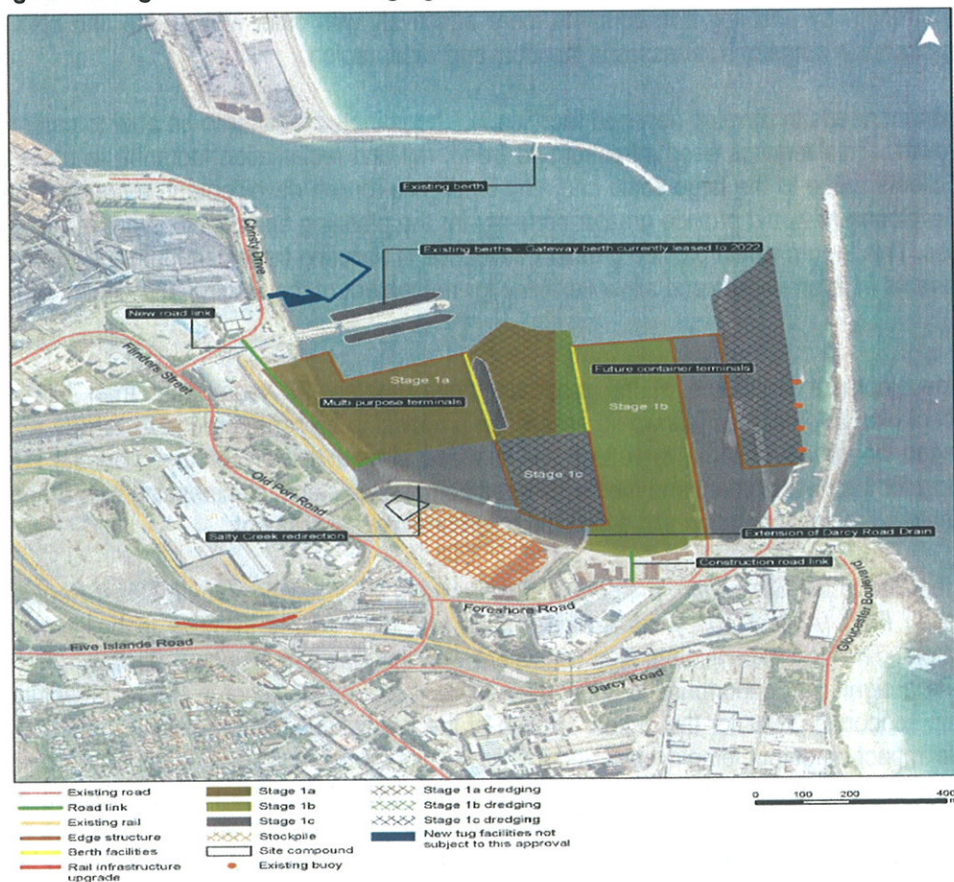 N
Existing berth
Christy Drive
Existing berths - Gateway berth currently leased to 2022
New road link
Flinders Street
Stage 1a
Future container terminals
Multi purpose terminals
Stage 1b
Stage 1c
Old Port Road
Salty Creek redirection
Extension of Darcy Road Drain
Construction road link
Foreshore Road
Gloucester Boulevard
Five Islands Road
Darcy Road
Existing road
Road link
Existing rail
Edge structure
Berth facilities
Rail infrastructure
upgrade
Stage 1a
Stage 1b
Stage 1c
Stockpile
Site compound
Existing buoy
Stage 1a dredging
Stage 1b dredging
Stage 1c dredging
New tug facilities not
subject to this approval
0 100 200 400
m